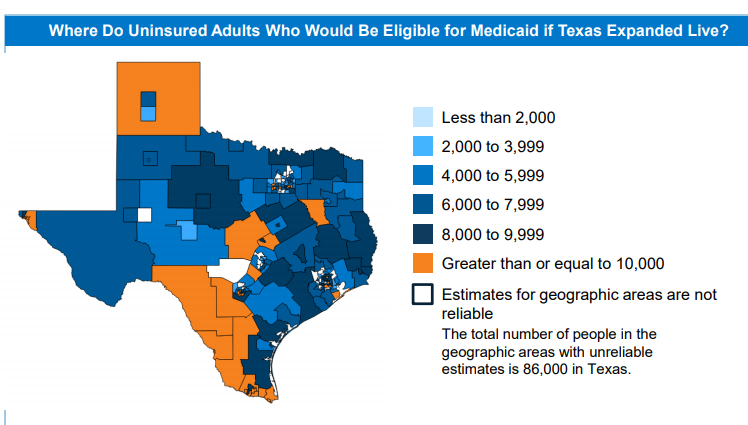 Where Do Uninsured Adults Who Would Be Eligible for Medicaid if Texas Expanded Live?
Less than 2,000
2,000 to 3,999
4,000 to 5,999
6,000 to 7,999
8,000 to 9,999
Greater than or equal to 10,000
Estimates for geographic areas are not
reliable
The total number of people in the
geographic areas with unreliable
estimates is 86,000 in Texas.